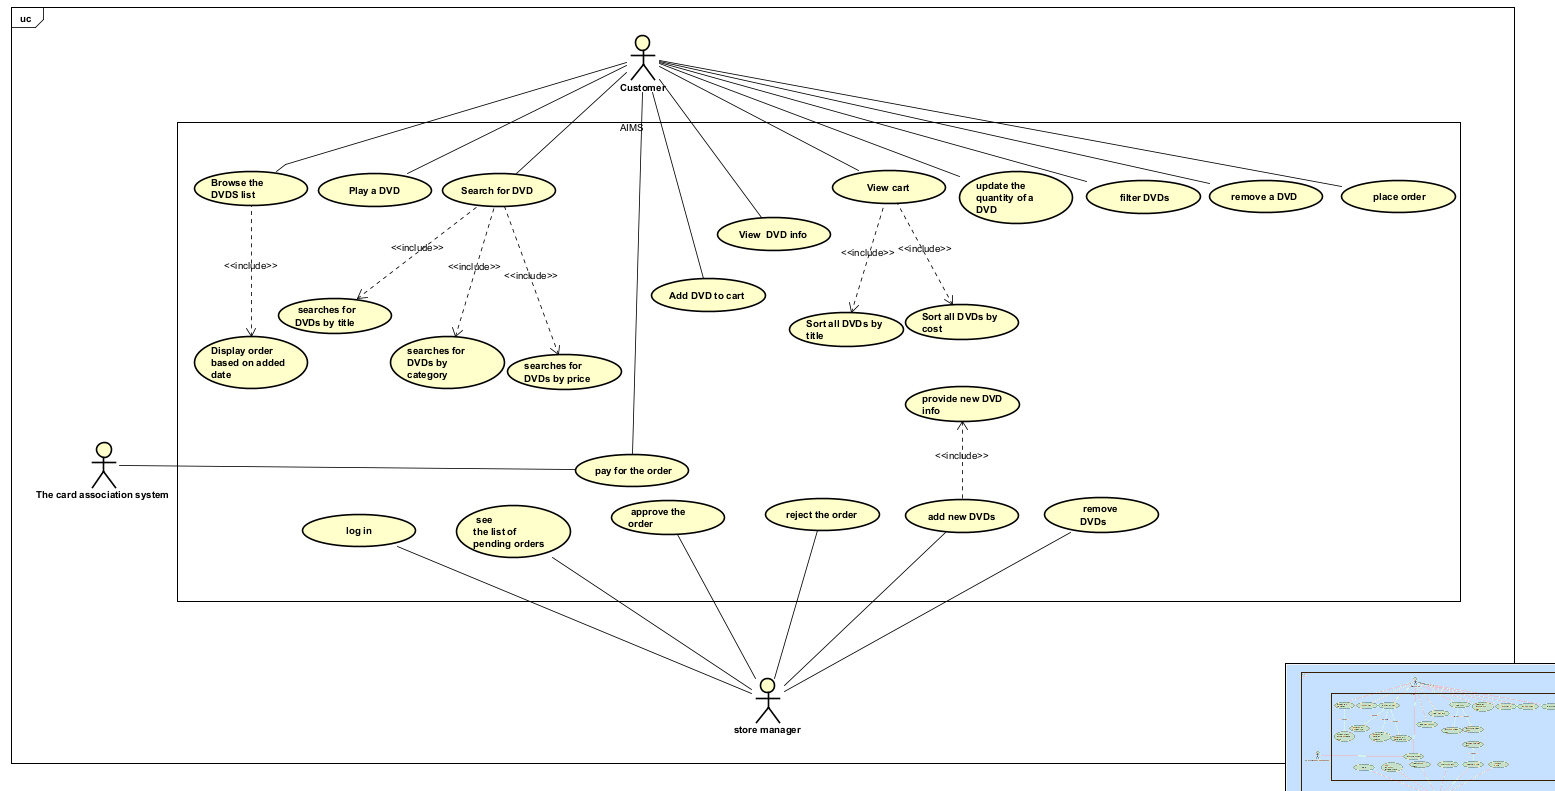 uc
Customer
AIMS
Browse the
DVDS list
Play a DVD
Search for DVD
View cart
update the
quantity of a
DVD
filter DVDs
remove a DVD
place order
View  DVD info
<<include>>
<<include>>
<<include>>
<<include>>
<<include>>
<<include>>
Add DVD to cart
searches for
DVDs by title
Sort all DVDs by
title
Sort all DVDs by
cost
Display order
based on added
date
searches for
DVDs by
category
searches for
DVDs by price
provide new DVD
info
<<include>>
pay for the order
The card association system
log in
see
the list of
pending orders
approve the
order
reject the order
add new DVDs
remove
DVDs
store manager